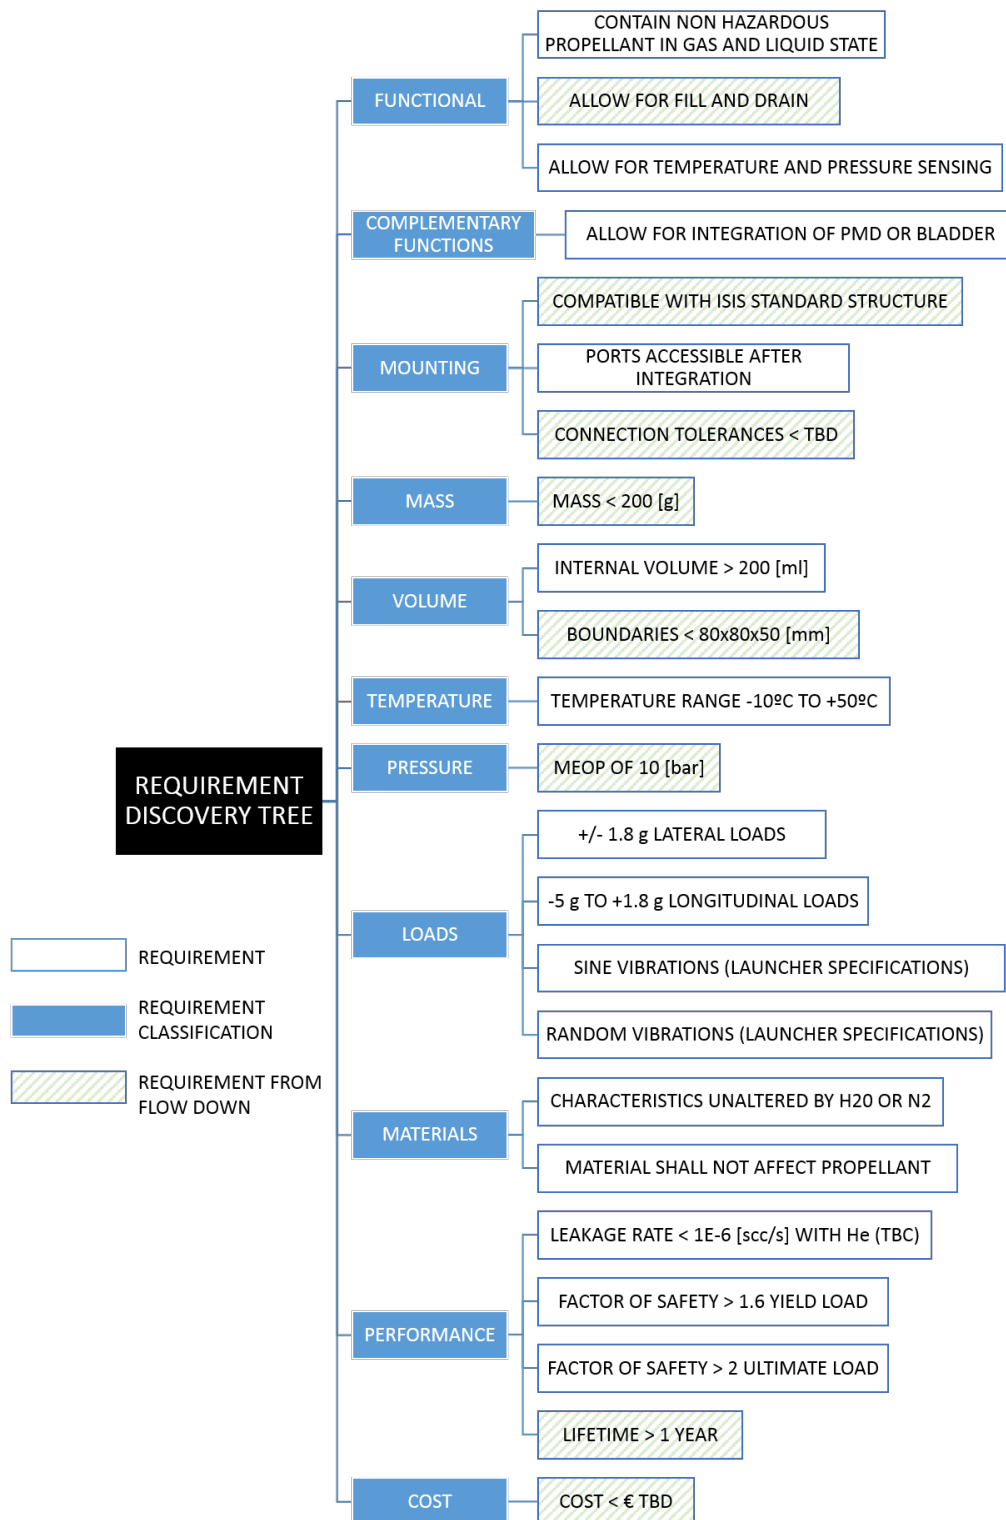 CONTAIN NON HAZARDOUS
PROPELLANT IN GAS AND LIQUID STATE
FUNCTIONAL
ALLOW FOR FILL AND DRAIN
ALLOW FOR TEMPERATURE AND PRESSURE SENSING
COMPLEMENTARY
FUNCTIONS
ALLOW FOR INTEGRATION OF PMD OR BLADDER
COMPATIBLE WITH ISIS STANDARD STRUCTURE
MOUNTING
PORTS ACCESSIBLE AFTER
INTEGRATION
CONNECTION TOLERANCES < TBD
MASS
MASS < 200 [g]
INTERNAL VOLUME > 200 [ml]
VOLUME
BOUNDARIES < 80x80x50 [mm]
TEMPERATURE
TEMPERATURE RANGE -10ºC TO +50ºC
PRESSURE
MEOP OF 10 [bar]
REQUIREMENT
DISCOVERY TREE
+/- 1.8 g LATERAL LOADS
-5 g TO +1.8 g LONGITUDINAL LOADS
LOADS
SINE VIBRATIONS (LAUNCHER SPECIFICATIONS)
RANDOM VIBRATIONS (LAUNCHER SPECIFICATIONS)
REQUIREMENT
REQUIREMENT
CLASSIFICATION
REQUIREMENT FROM
FLOW DOWN
CHARACTERISTICS UNALTERED BY H20 OR N2
MATERIALS
MATERIAL SHALL NOT AFFECT PROPELLANT
LEAKAGE RATE < 1E-6 [scc/s] WITH He (TBC)
FACTOR OF SAFETY > 1.6 YIELD LOAD
PERFORMANCE
FACTOR OF SAFETY > 2 ULTIMATE LOAD
LIFETIME > 1 YEAR
COST
COST < € TBD